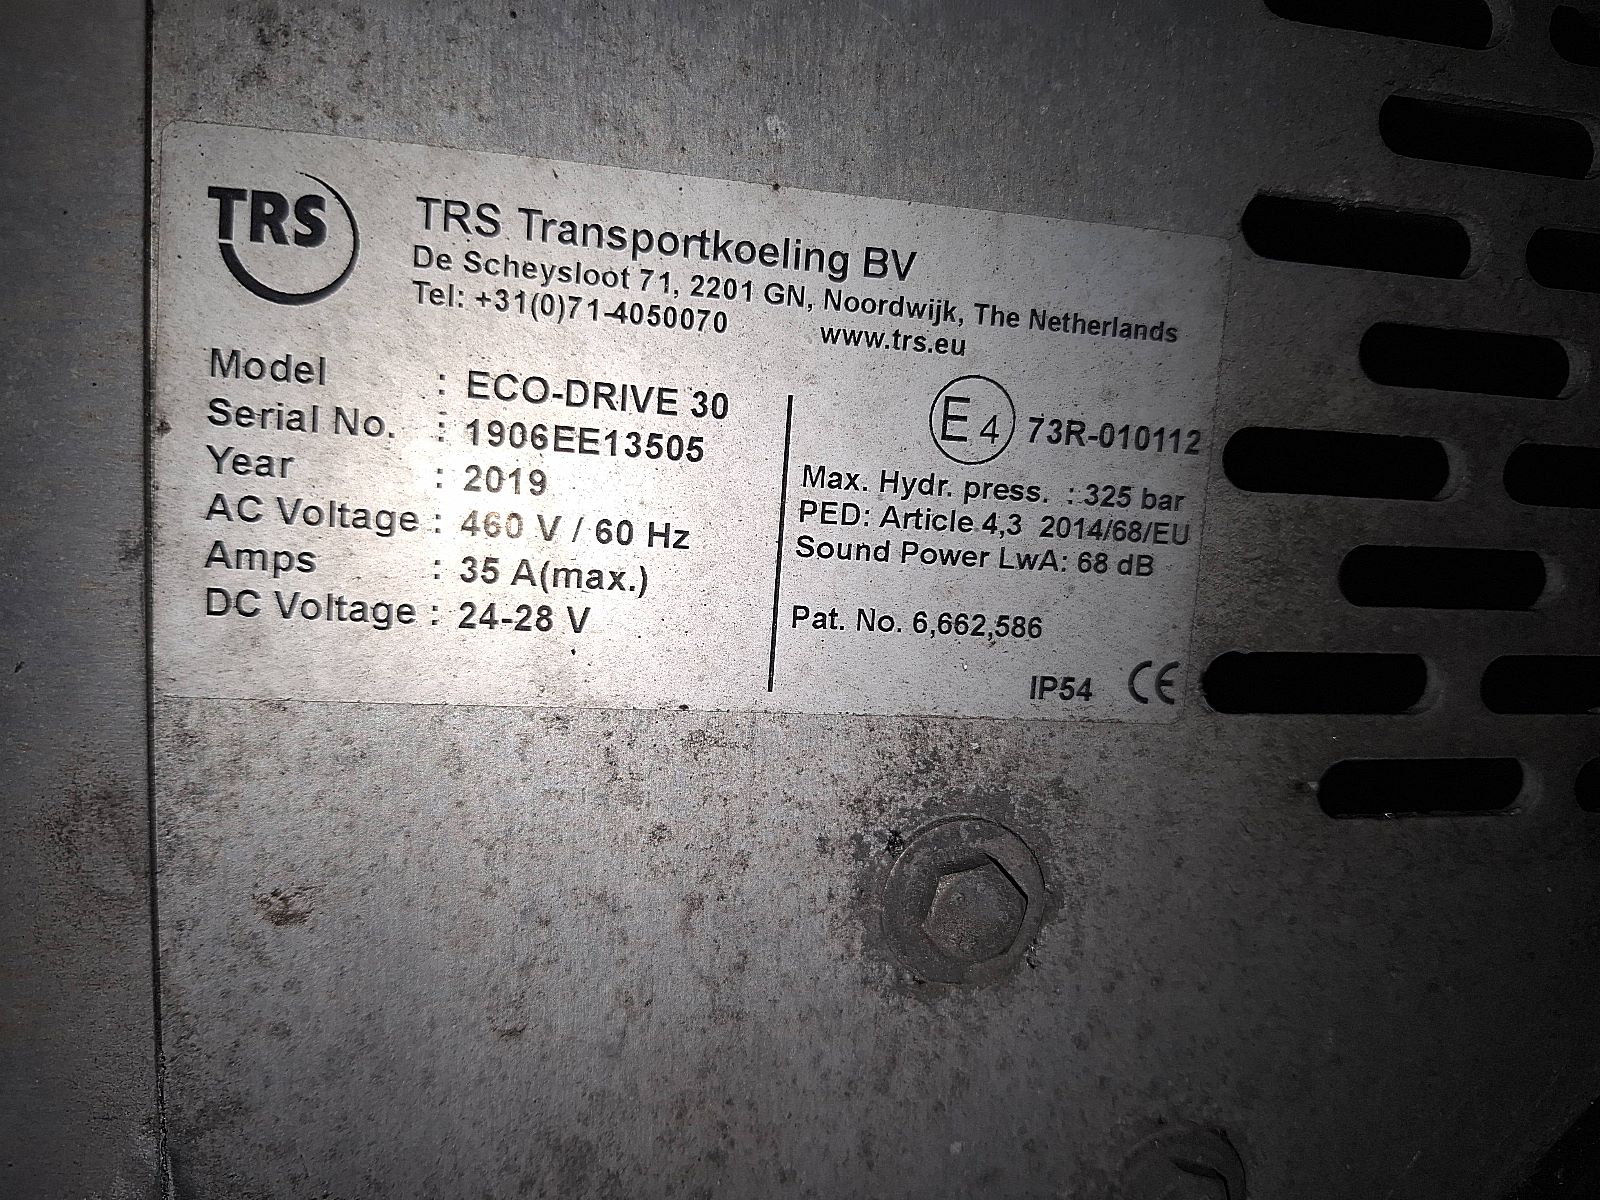 TRS
TRS Transportkoeling BV
De Scheysloot 71, 2201 GN, Noordwijk, The Netherlands
Tel: +31(0)71-4050070 www.trs.eu
Model : ECO-DRIVE 30
Serial No. : 1906EE13505
Year : 2019
AC Voltage : 460 V / 60 Hz
Amps : 35 A(max.)
DC Voltage : 24-28 V
E4 73R-010112
Max. Hydr. press. : 325 bar
PED: Article 4,3 2014/68/EU
Sound Power LwA: 68 dB
Pat. No. 6,662,586
IP54 CE